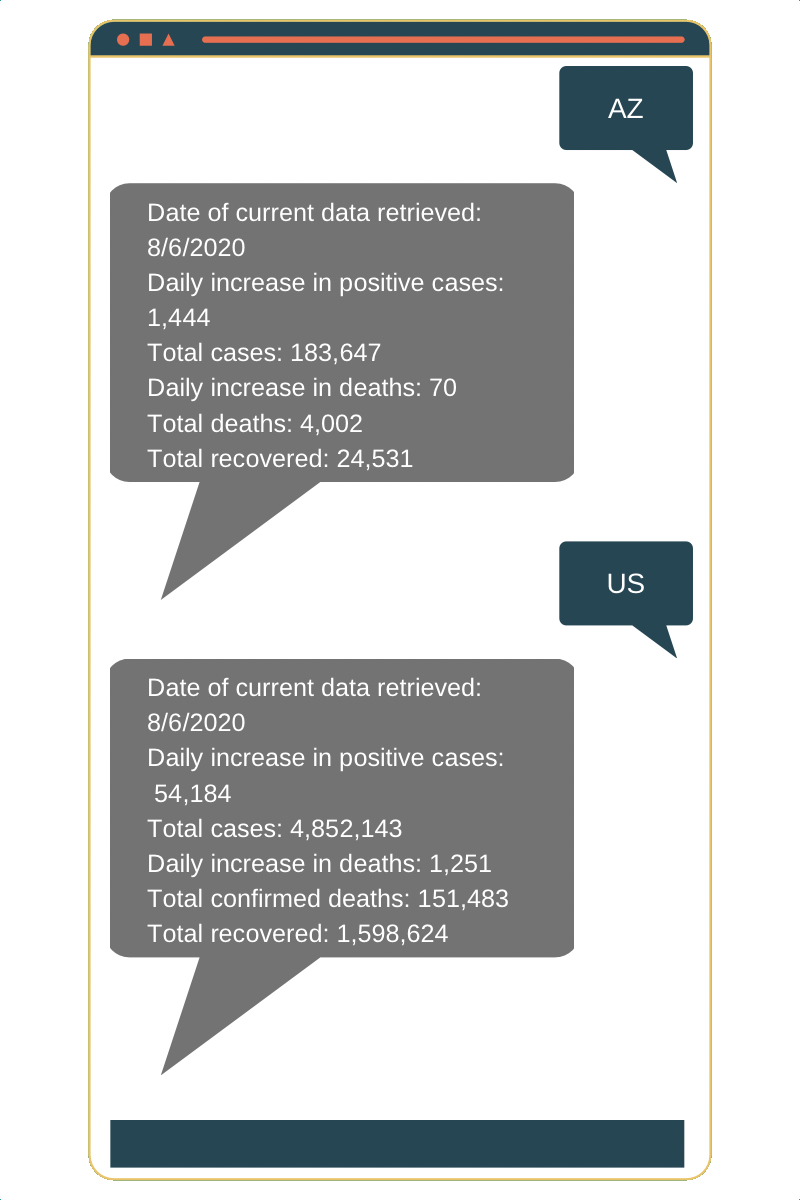 AZ
Date of current data retrieved:
8/6/2020
Daily increase in positive cases:
1,444
Total cases: 183,647
Daily increase in deaths: 70
Total deaths: 4,002
Total recovered: 24,531
US
Date of current data retrieved:
8/6/2020
Daily increase in positive cases:
54,184
Total cases: 4,852,143
Daily increase in deaths: 1,251
Total confirmed deaths: 151,483
Total recovered: 1,598,624